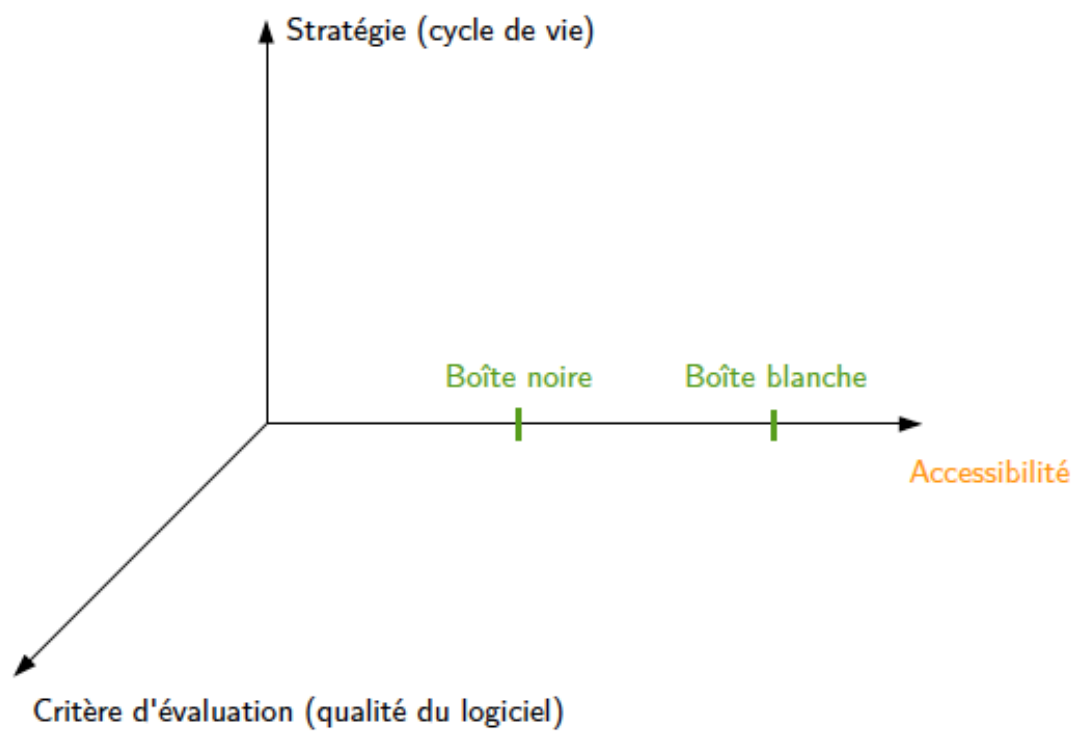 Stratégie (cycle de vie)
Boîte noire
Boîte blanche
Accessibilité
Critère d'évaluation (qualité du logiciel)